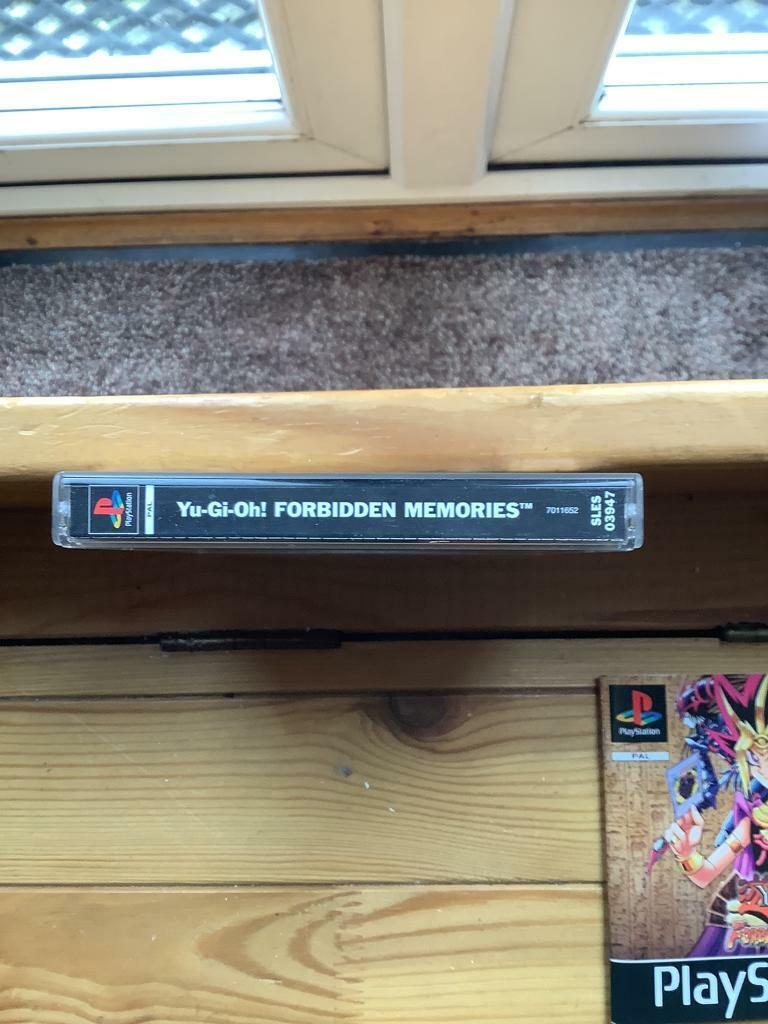 PlayStation
PAL
Yu-Gi-Oh! FORBIDDEN MEMORIES™
7011652
SLES
03947
PlayStation
PAL
PlayS